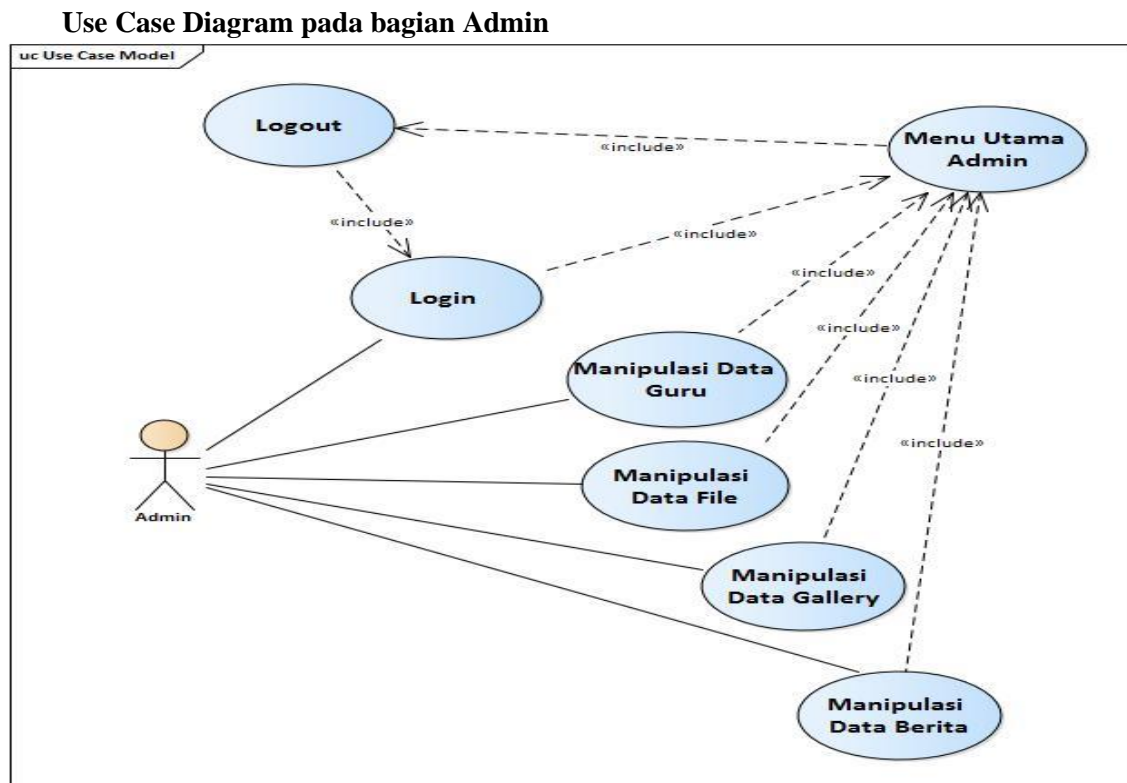 Use Case Diagram pada bagian Admin
uc Use Case Model
Logout
Menu Utama
Admin
«include»
«include»
«include»
Login
«include»
Manipulasi Data
Guru
«include»
«include»
«include»
Manipulasi
Data File
Admin
Manipulasi
Data Gallery
Manipulasi
Data Berita